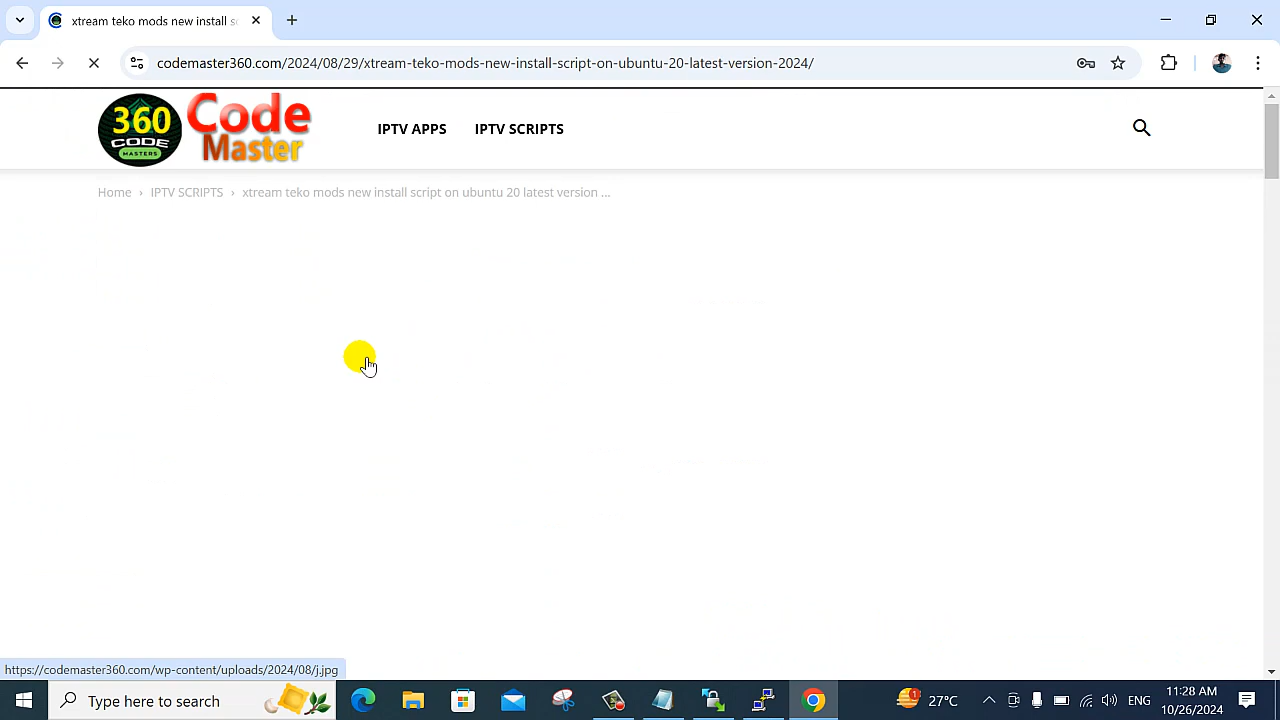 xtream teko mods new install s
codemaster360.com/2024/08/29/xtream-teko-mods-new-install-script-on-ubuntu-20-latest-version-2024/
360
CODE
MASTERS
Code
Master
IPTV APPS
IPTV SCRIPTS
Home › IPTV SCRIPTS › xtream teko mods new install script on ubuntu 20 latest version ...
https://codemaster360.com/wp-content/uploads/2024/08/j.jpg
Type here to search
1
27°C
ENG
11:28 AM
10/26/2024